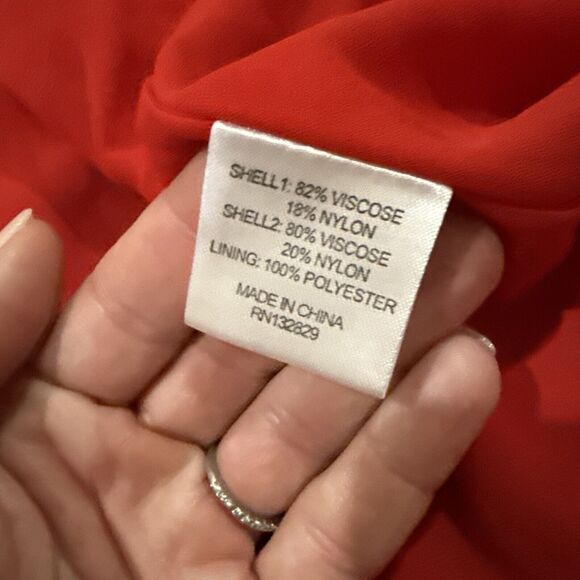 SHELL1: 82% VISCOSE
18% NYLON
SHELL2: 80% VISCOSE
20% NYLON
LINING: 100% POLYESTER
MADE IN CHINA
RN132829